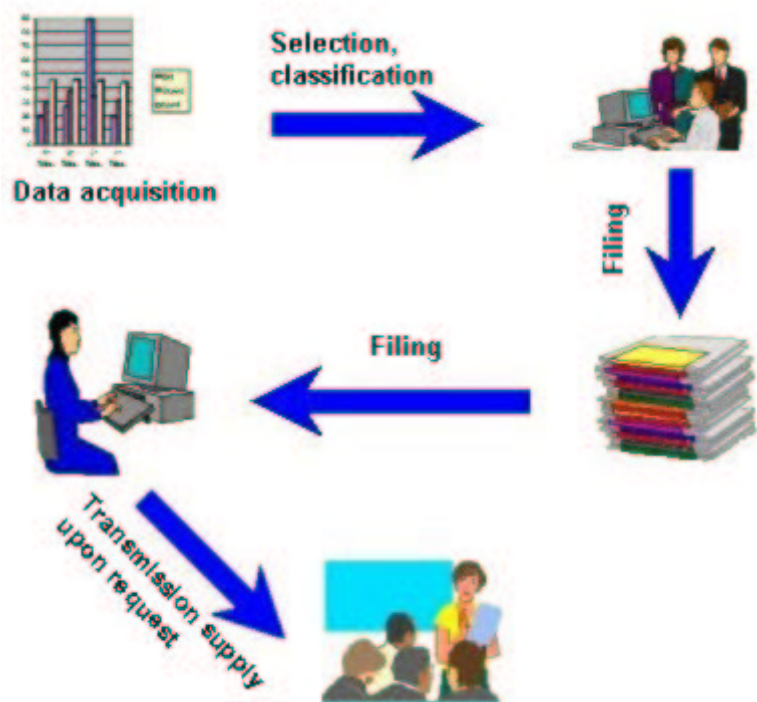 Selection,
classification
Data acquisition
Filing
Filing
Transmission supply
upon request